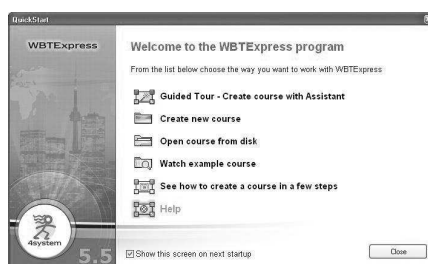 QuickStart
WBTExpress
Welcome to the WBTExpress program
From the list below choose the way you want to work with WBTExpress
Guided Tour - Create course with Assistant
Create new course
Open course from disk
Watch example course
See how to create a course in a few steps
Help
4system
5.5
Show this screen on next startup
Close